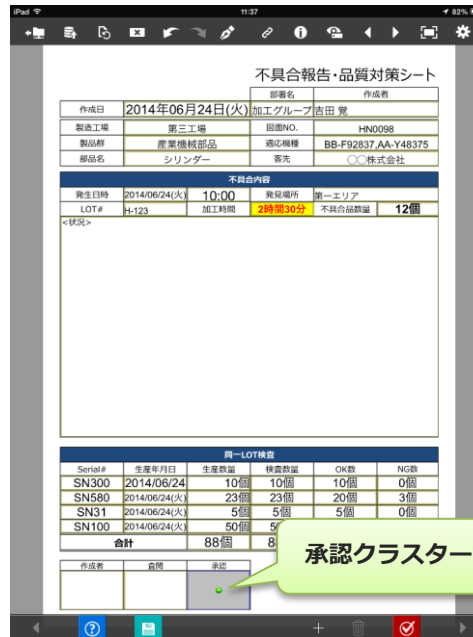 iPad 11:37 82%
不具合報告・品質対策シート
部署名 作成者
作成日 2014年06月24日(火) 加工グループ 吉田 覚
製造工場 第三工場 図面NO. HN0098
製品群 産業機械部品 適応機種 BB-F92837,AA-Y48375
部品名 シリンダー 客先 ○○株式会社
不具合内容
発生日時 2014/06/24(火) 10:00 発見場所 第一エリア
LOT# H-123 加工時間 2時間30分 不具合品数量 12個
<状況>
同一LOT検査
Serial# 生産年月日 生産数量 検査数量 OK数 NG数
SN300 2014/06/24 10個 10個 10個 0個
SN580 2014/06/24(火) 23個 23個 20個 3個
SN31 2014/06/24(火) 5個 5個 5個 0個
SN100 2014/06/24(火) 50個 5
合計 88個 8
承認クラスター
作成者 査閲 承認